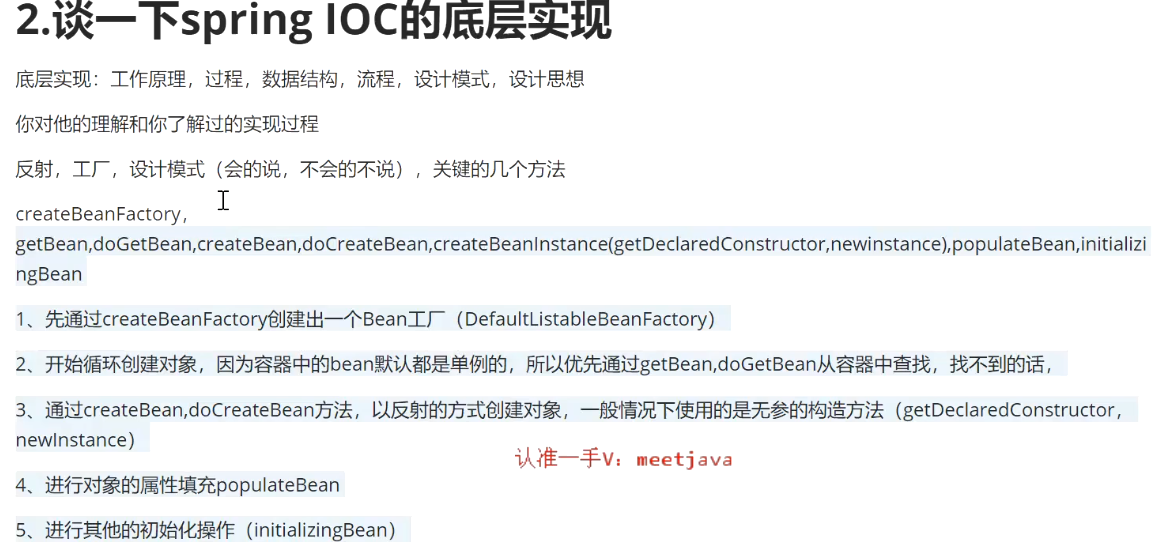 2.谈一下spring IOC的底层实现
底层实现：工作原理，过程，数据结构，流程，设计模式，设计思想
你对他的理解和你了解过的实现过程
反射，工厂，设计模式（会的说，不会的不说），关键的几个方法
createBeanFactory，
getBean,doGetBean,createBean,doCreateBean,createBeanInstance(getDeclaredConstructor,newinstance),populateBean,initializi
ngBean
1、先通过createBeanFactory创建出一个Bean工厂（DefaultListableBeanFactory）
2、开始循环创建对象，因为容器中的bean默认都是单例的，所以优先通过getBean,doGetBean从容器中查找，找不到的话，
3、通过createBean,doCreateBean方法，以反射的方式创建对象，一般情况下使用的是无参的构造方法（getDeclaredConstructor，
newInstance）
认准一手V：meetjava
4、进行对象的属性填充populateBean
5、进行其他的初始化操作（initializingBean）